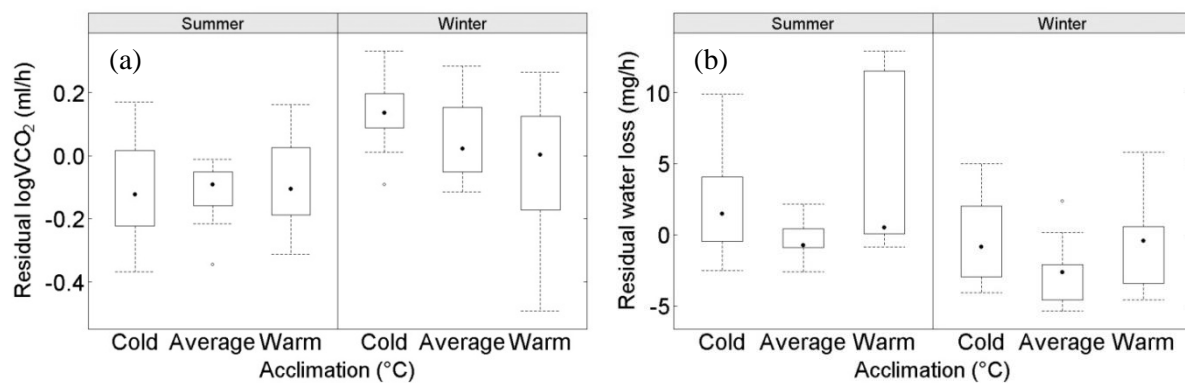 Summer Winter
(a)
Residual logVCO₂ (ml/h)
0.2
0.0
-0.2
-0.4
Cold Average Warm Cold Average Warm
Acclimation (°C)
Summer Winter
(b)
Residual water loss (mg/h)
10
5
0
-5
Cold Average Warm Cold Average Warm
Acclimation (°C)